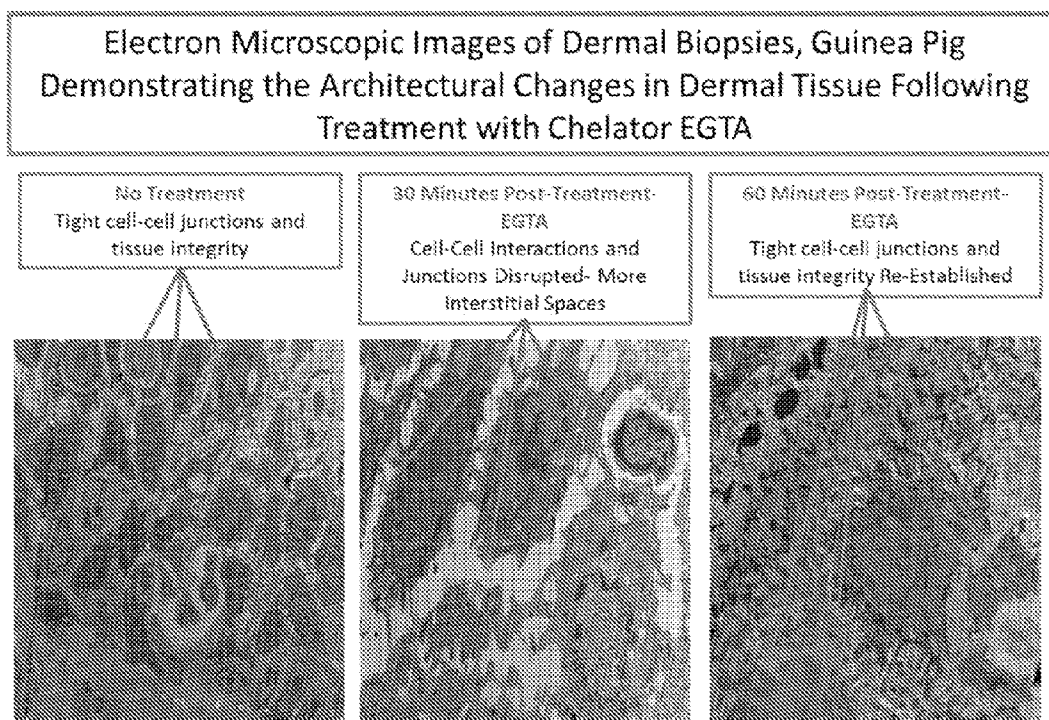 Electron Microscopic Images of Dermal Biopsies, Guinea Pig
Demonstrating the Architectural Changes in Dermal Tissue Following
Treatment with Chelator EGTA
No Treatment
Tight cell-cell junctions and
tissue integrity
30 Minutes Post-Treatment-
EGTA
Cell-Cell Interactions and
Junctions Disrupted- More
Interstitial Spaces
60 Minutes Post-Treatment-
EGTA
Tight cell-cell junctions and
tissue integrity Re-Established